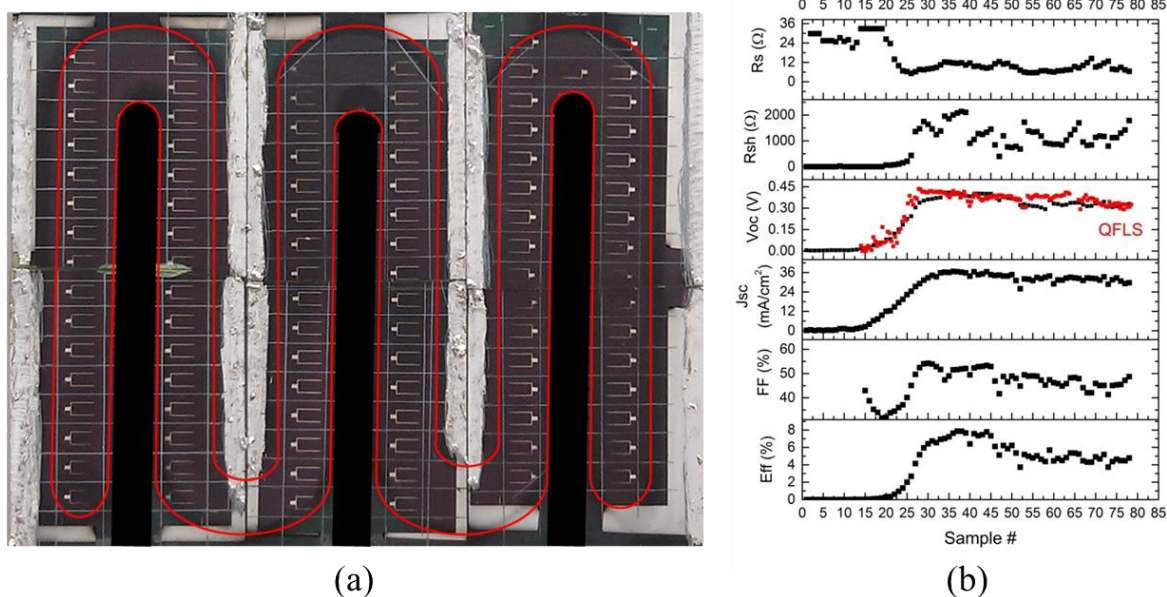 0 5 10 15 20 25 30 35 40 45 50 55 60 65 70 75 80 85
36
24
12
0
Rs (Ω)
2000
1000
0
Rsh (Ω)
0.45
0.30
0.15
0.00
Voc (V)
QFLS
36
24
12
0
Jsc
(mA/cm²)
60
50
40
FF (%)
8
6
4
2
0
Eff (%)
0 5 10 15 20 25 30 35 40 45 50 55 60 65 70 75 80 85
Sample #
(a)
(b)